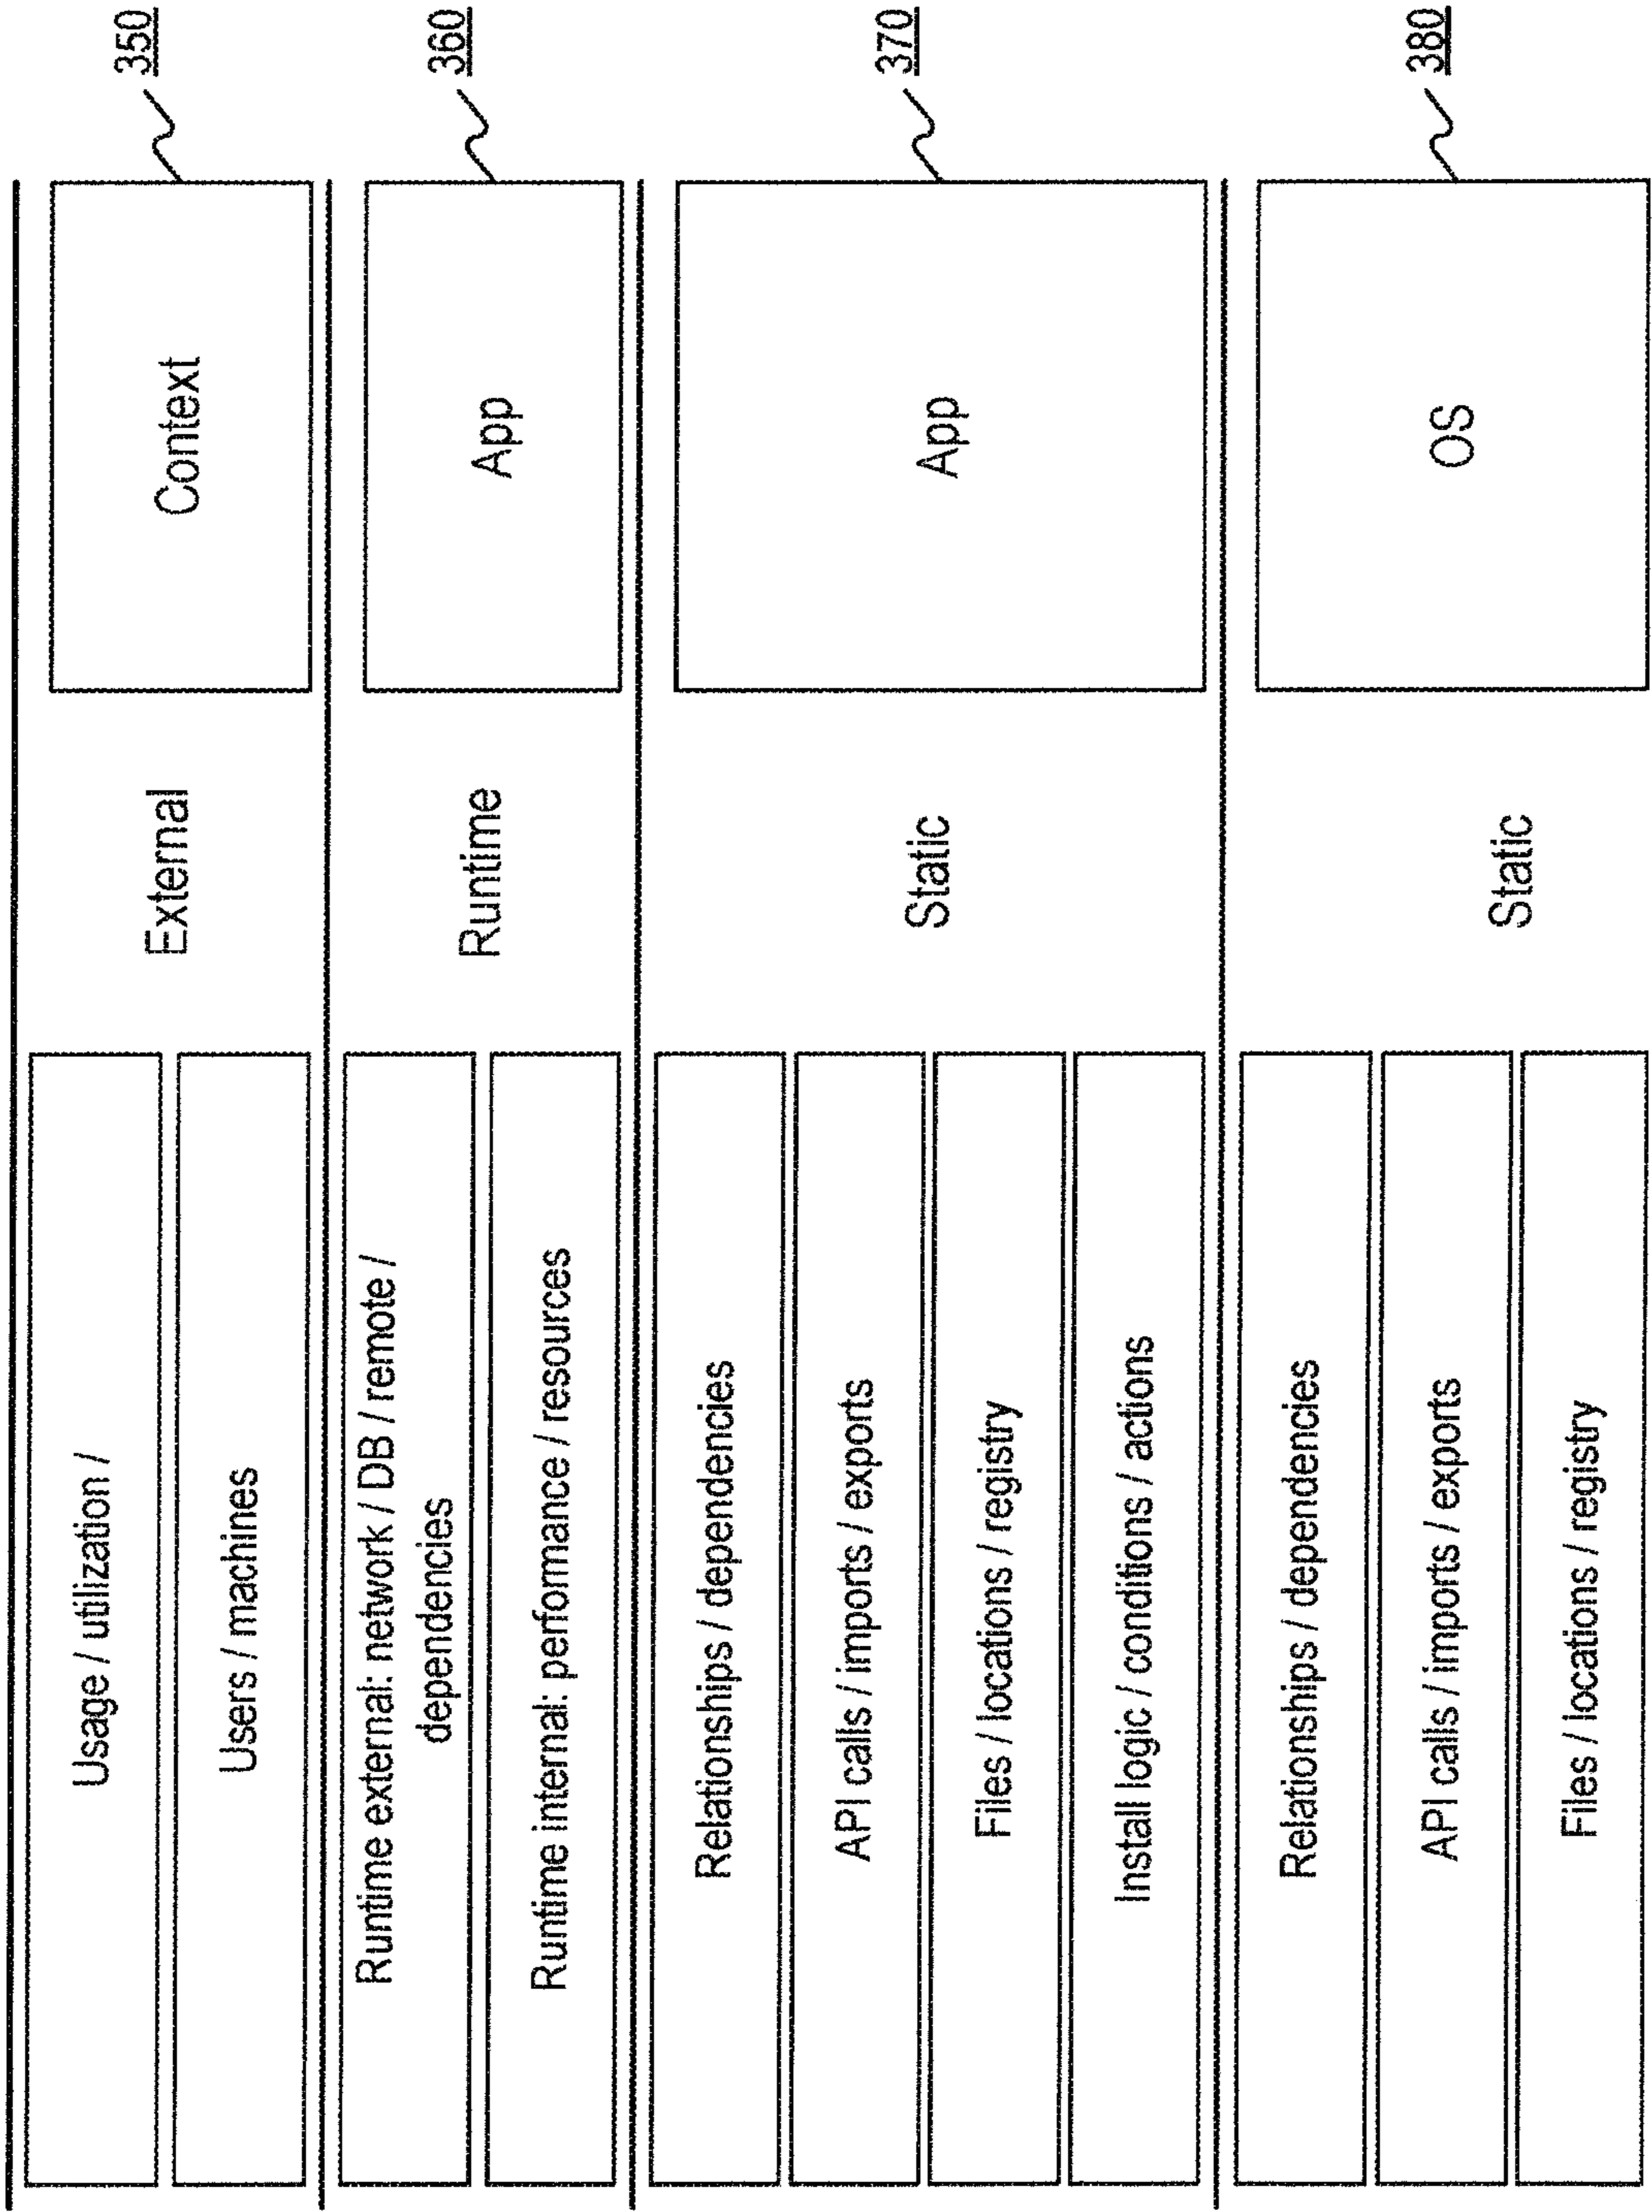 Usage / utilization /
Users / machines
External
Context
350
Runtime external: network / DB / remote /
dependencies
Runtime internal: performance / resources
Runtime
App
360
Relationships / dependencies
API calls / imports / exports
Files / locations / registry
Install logic / conditions / actions
Static
App
370
Relationships / dependencies
API calls / imports / exports
Files / locations / registry
Static
OS
380